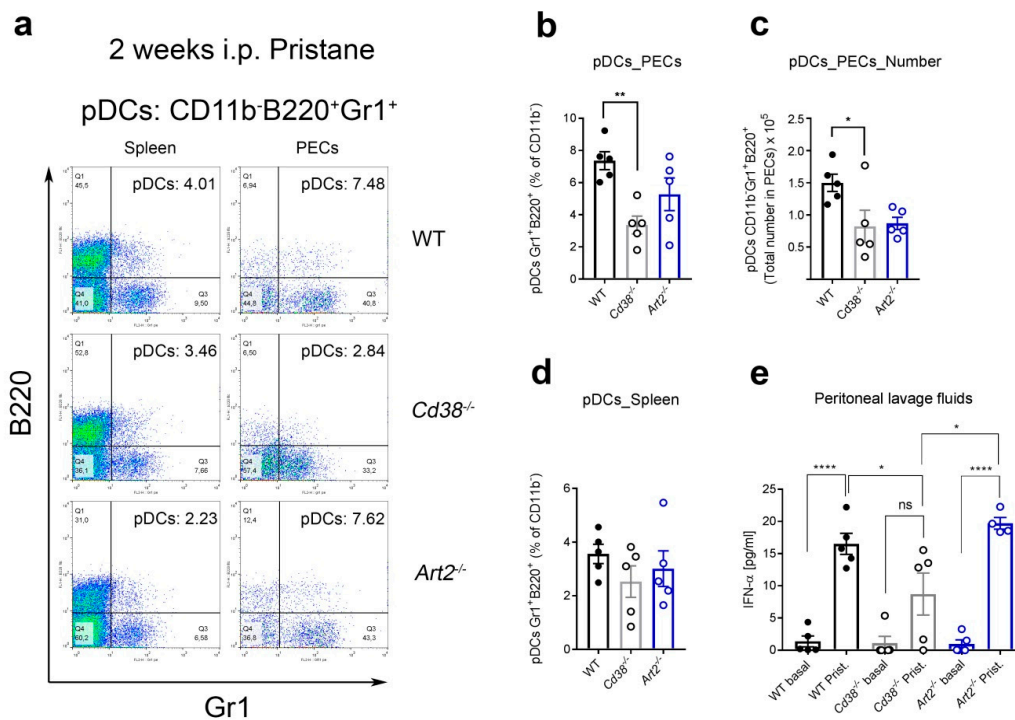 a
2 weeks i.p. Pristane
pDCs: CD11b⁻B220⁺Gr1⁺
Spleen
PECs
Q1
45,5
pDCs: 4.01
Q4
41,0
Q3
9,50
Q1
6,94
pDCs: 7.48
Q4
44,8
Q3
40,8
WT
Q1
52,8
pDCs: 3.46
Q4
36,1
Q3
7,66
Q1
6,50
pDCs: 2.84
Q4
57,4
Q3
33,2
Cd38⁻/⁻
Q1
31,0
pDCs: 2.23
Q4
60,2
Q3
6,58
Q1
12,4
pDCs: 7.62
Q4
36,8
Q3
43,3
Art2⁻/⁻
B220
Gr1
b
pDCs_PECs
**
pDCs Gr1⁺B220⁺ (% of CD11b⁻)
10
8
6
4
2
0
WT
Cd38⁻/⁻
Art2⁻/⁻
c
pDCs_PECs_Number
*
pDCs CD11b⁻Gr1⁺B220⁺
(Total number in PECs) x 10⁵
2.5
2.0
1.5
1.0
0.5
WT
Cd38⁻/⁻
Art2⁻/⁻
d
pDCs_Spleen
pDCs Gr1⁺B220⁺ (% of CD11b⁻)
6
4
2
0
WT
Cd38⁻/⁻
Art2⁻/⁻
e
Peritoneal lavage fluids
*
****
*
****
ns
IFN-α [pg/ml]
25
20
15
10
5
0
WT basal
WT Prist.
Cd38⁻/⁻ basal
Cd38⁻/⁻ Prist.
Art2⁻/⁻ basal
Art2⁻/⁻ Prist.